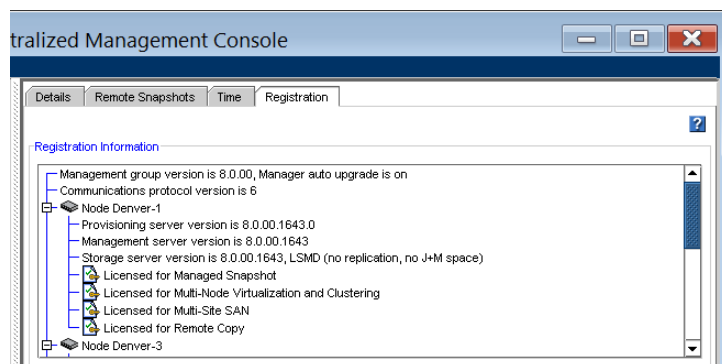 tralized Management Console
Details Remote Snapshots Time Registration
?
Registration Information
Management group version is 8.0.00, Manager auto upgrade is on
Communications protocol version is 6
Node Denver-1
Provisioning server version is 8.0.00.1643.0
Management server version is 8.0.00.1643
Storage server version is 8.0.00.1643, LSMD (no replication, no J+M space)
Licensed for Managed Snapshot
Licensed for Multi-Node Virtualization and Clustering
Licensed for Multi-Site SAN
Licensed for Remote Copy
Node Denver-3